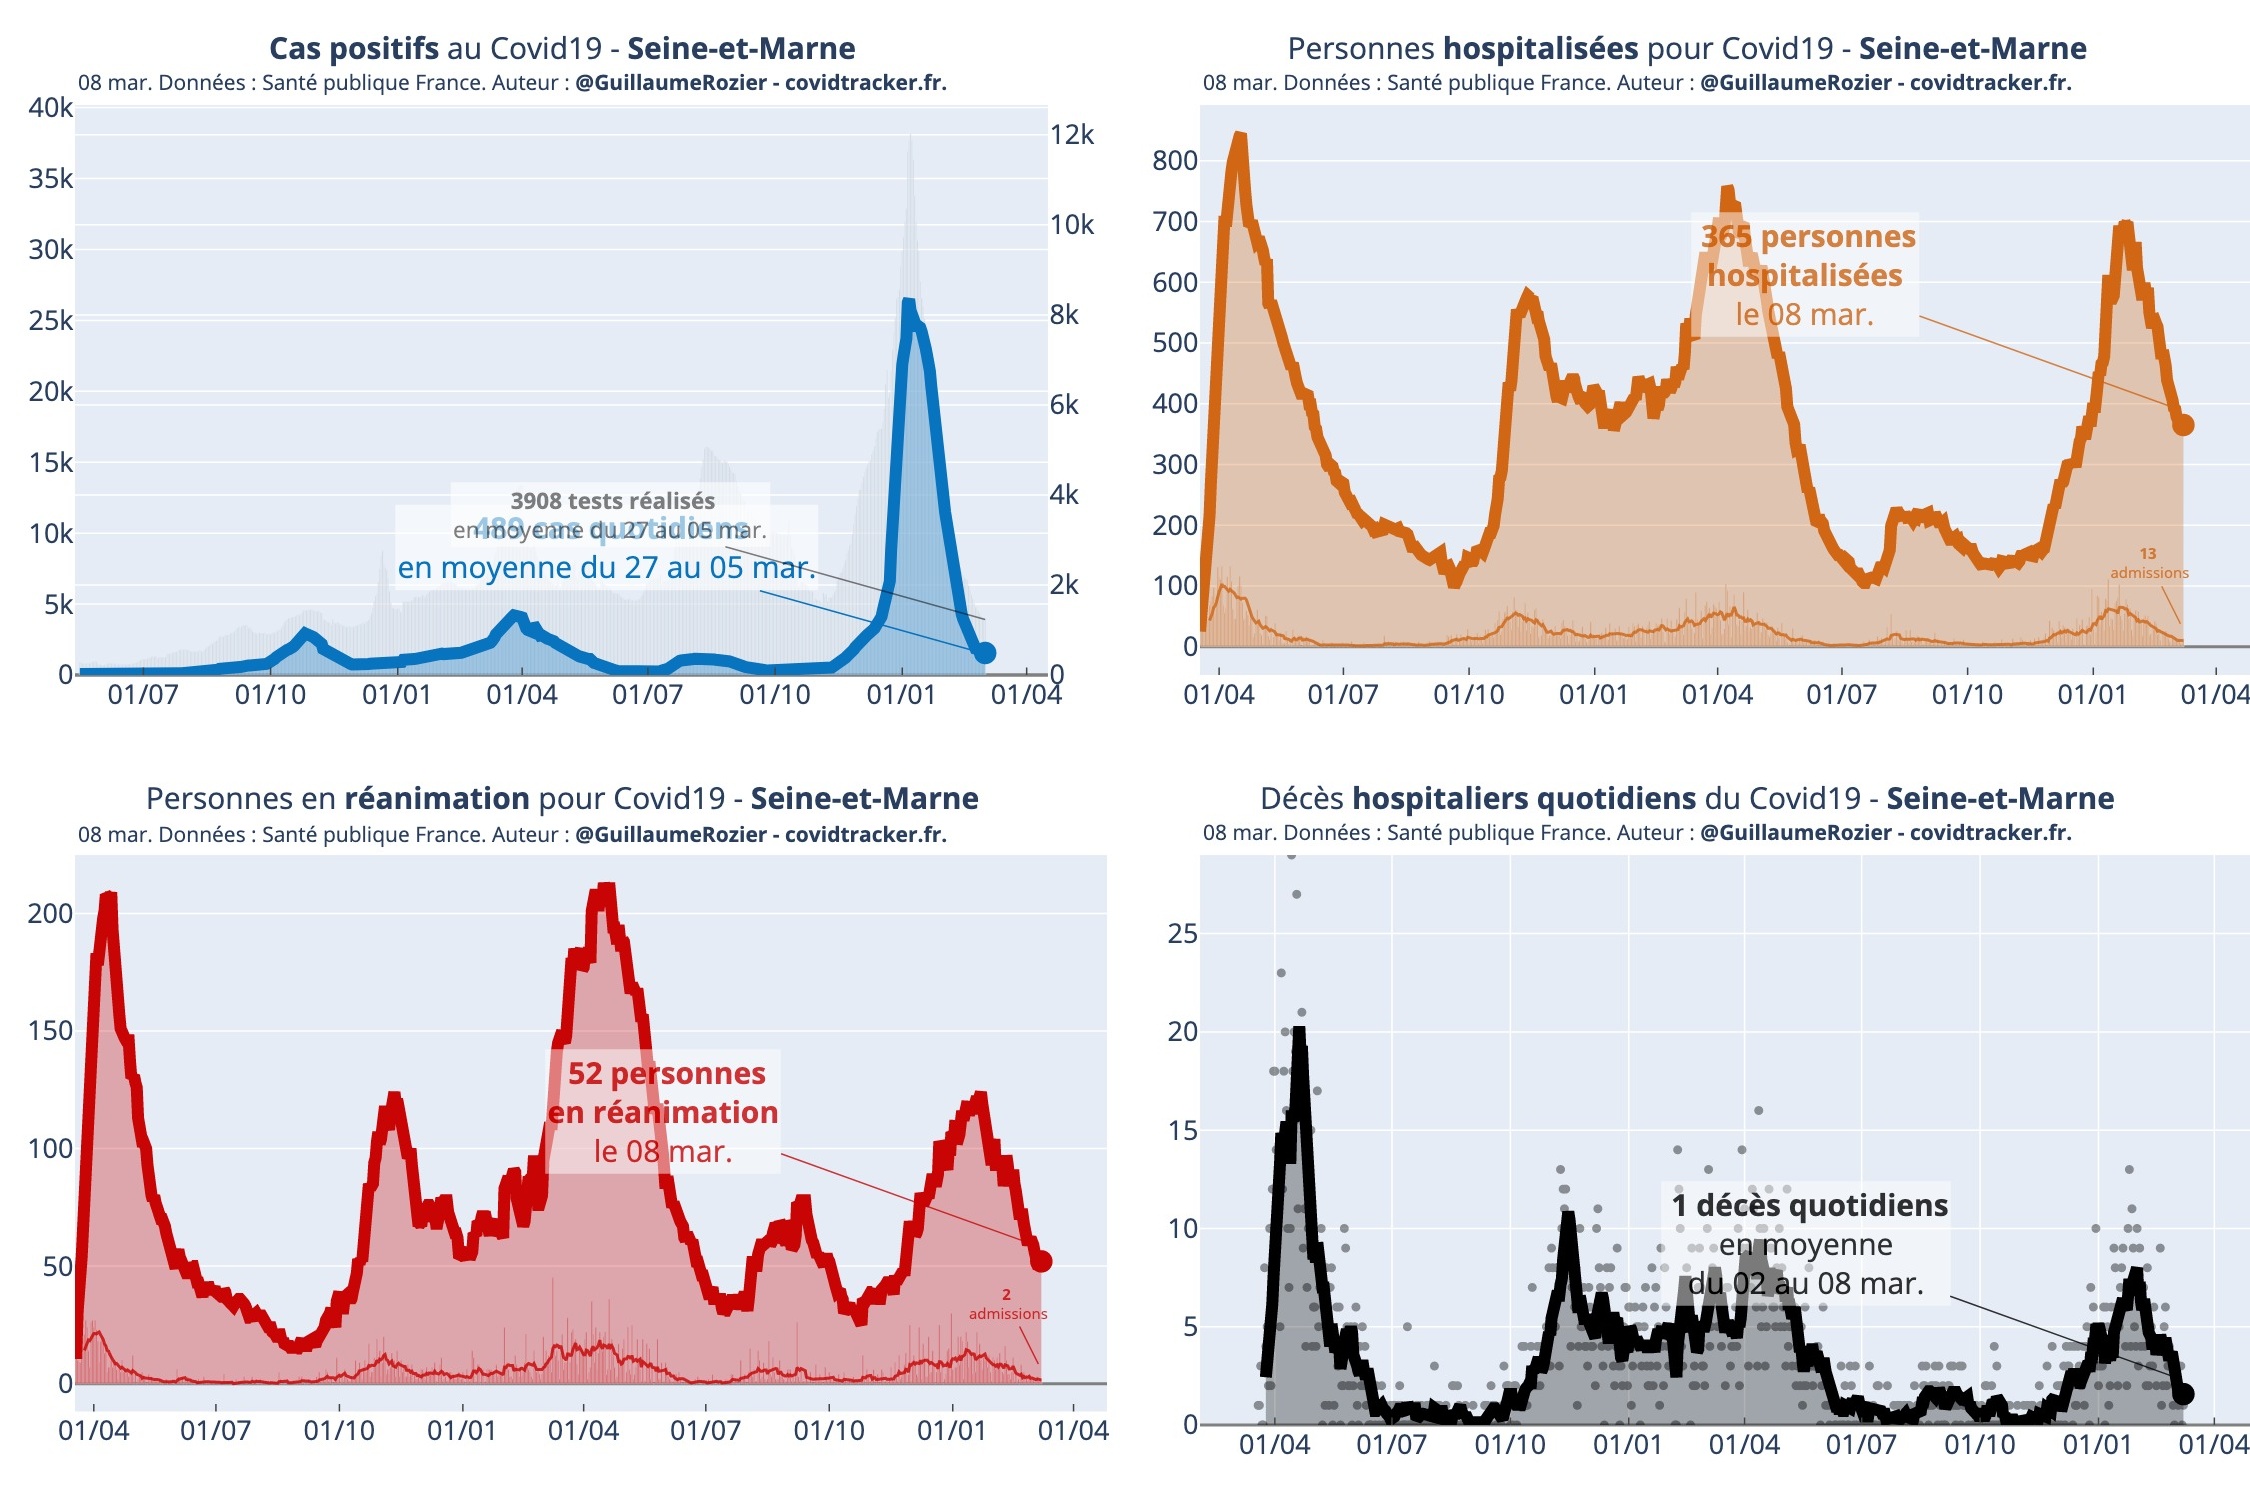 Cas positifs au Covid19 - Seine-et-Marne
08 mar. Données : Santé publique France. Auteur : @GuillaumeRozier - covidtracker.fr.
40k
35k
30k
25k
20k
15k
10k
5k
0
12k
10k
8k
6k
4k
2k
0
3908 tests réalisés
en moyenne du 27 au 05 mar.
489 cas quotidiens
en moyenne du 27 au 05 mar.
01/07 01/10 01/01 01/04 01/07 01/10 01/01 01/04
Personnes hospitalisées pour Covid19 - Seine-et-Marne
08 mar. Données : Santé publique France. Auteur : @GuillaumeRozier - covidtracker.fr.
800
700
600
500
400
300
200
100
0
365 personnes
hospitalisées
le 08 mar.
13
admissions
01/04 01/07 01/10 01/01 01/04 01/07 01/10 01/01 01/04
Personnes en réanimation pour Covid19 - Seine-et-Marne
08 mar. Données : Santé publique France. Auteur : @GuillaumeRozier - covidtracker.fr.
200
150
100
50
0
52 personnes
en réanimation
le 08 mar.
2
admissions
01/04 01/07 01/10 01/01 01/04 01/07 01/10 01/01 01/04
Décès hospitaliers quotidiens du Covid19 - Seine-et-Marne
08 mar. Données : Santé publique France. Auteur : @GuillaumeRozier - covidtracker.fr.
25
20
15
10
5
0
1 décès quotidiens
en moyenne
du 02 au 08 mar.
01/04 01/07 01/10 01/01 01/04 01/07 01/10 01/01 01/04